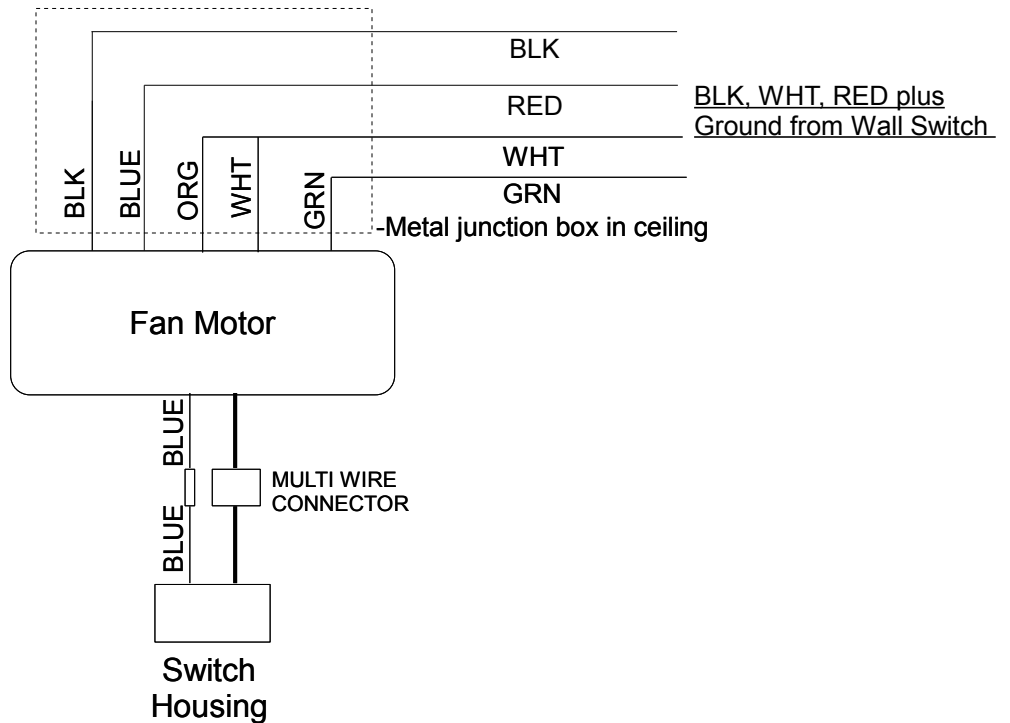 BLK
RED
BLK, WHT, RED plus
Ground from Wall Switch
WHT
GRN
-Metal junction box in ceiling
BLK
BLUE
ORG
WHT
GRN
Fan Motor
BLUE
MULTI WIRE
CONNECTOR
BLUE
Switch
Housing